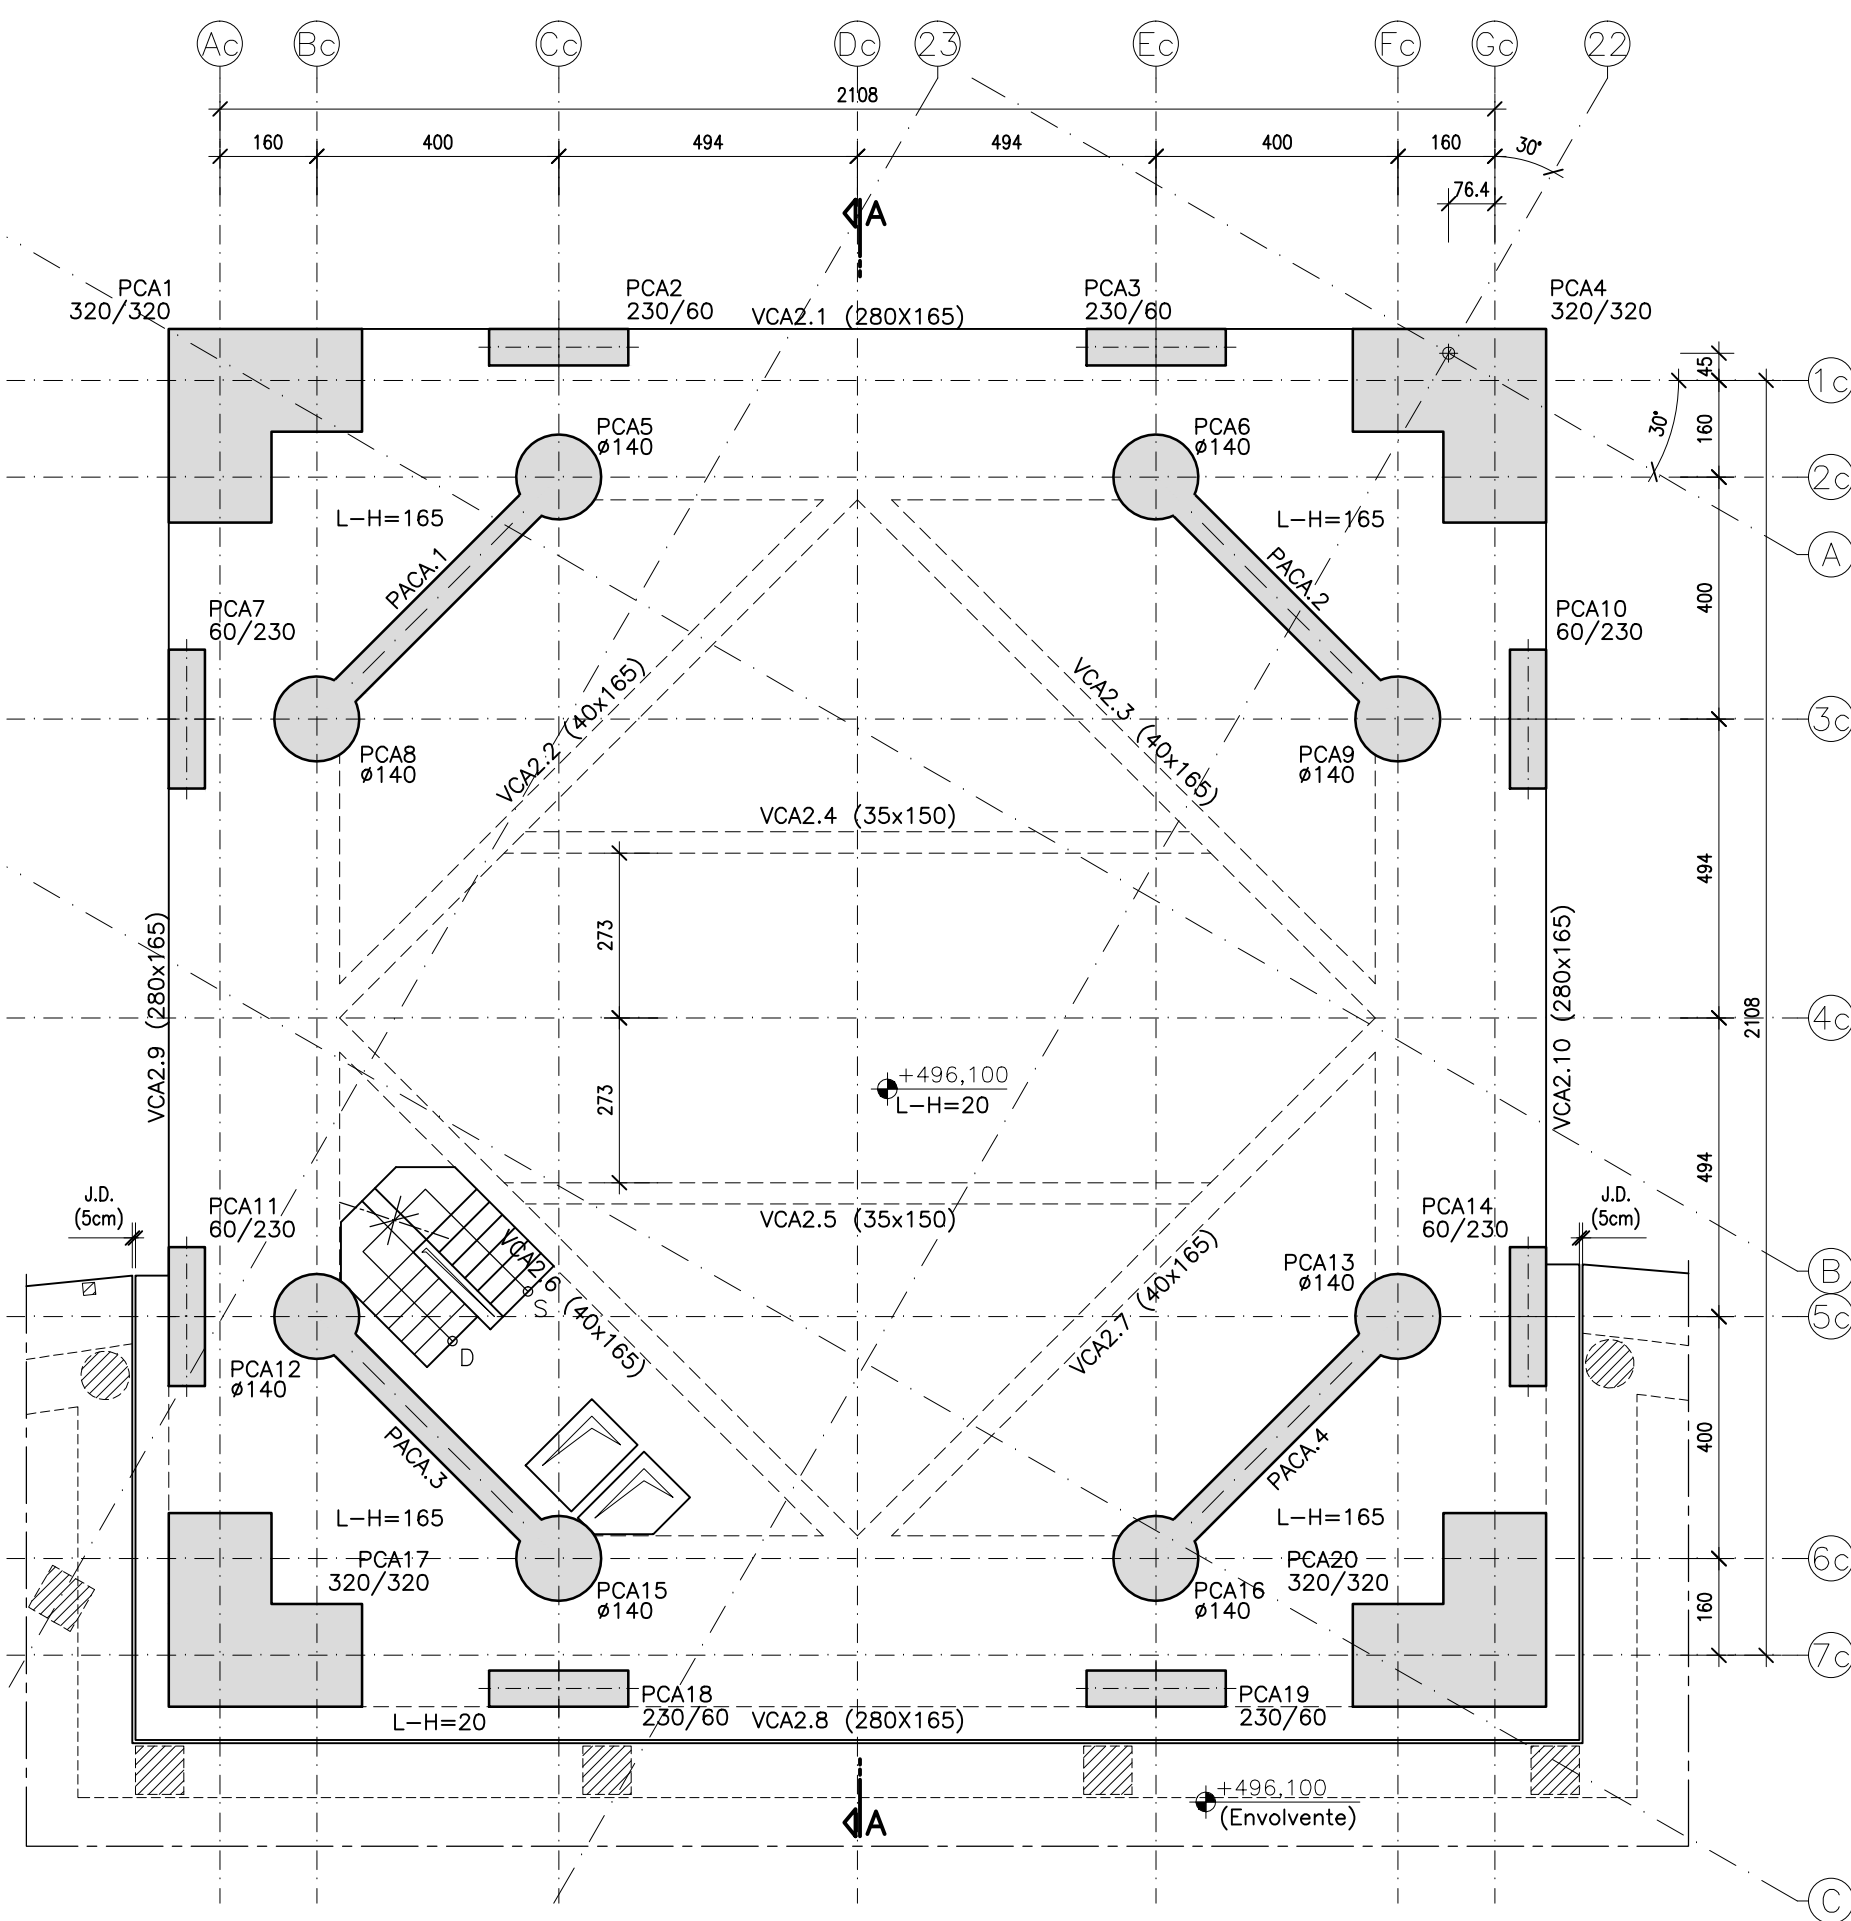 Ac
Bc
Cc
Dc
23
Ec
Fc
Gc
22
2108
160
400
494
494
400
160
30°
76.4
A
PCA1
320/320
PCA2
230/60
VCA2.1 (280X165)
PCA3
230/60
PCA4
320/320
45
1c
PCA5
ø140
PCA6
ø140
30°
160
2c
L-H=165
L-H=165
A
PACA.1
PACA.2
400
PCA7
60/230
PCA10
60/230
VCA2.2 (40x165)
VCA2.3 (40x165)
3c
PCA8
ø140
PCA9
ø140
VCA2.4 (35x150)
494
273
VCA2.9 (280x165)
VCA2.10 (280x165)
4c
2108
+496,100
L-H=20
273
494
J.D.
(5cm)
PCA11
60/230
VCA2.5 (35x150)
PCA14
60/230
J.D.
(5cm)
VCA2.6 (40x165)
VCA2.7 (40x165)
PCA13
ø140
B
S
5c
D
PCA12
ø140
PACA.3
PACA.4
400
L-H=165
L-H=165
PCA17
320/320
PCA20
320/320
6c
PCA15
ø140
PCA16
ø140
160
7c
PCA18
230/60
PCA19
230/60
L-H=20
VCA2.8 (280X165)
+496,100
(Envolvente)
A
C